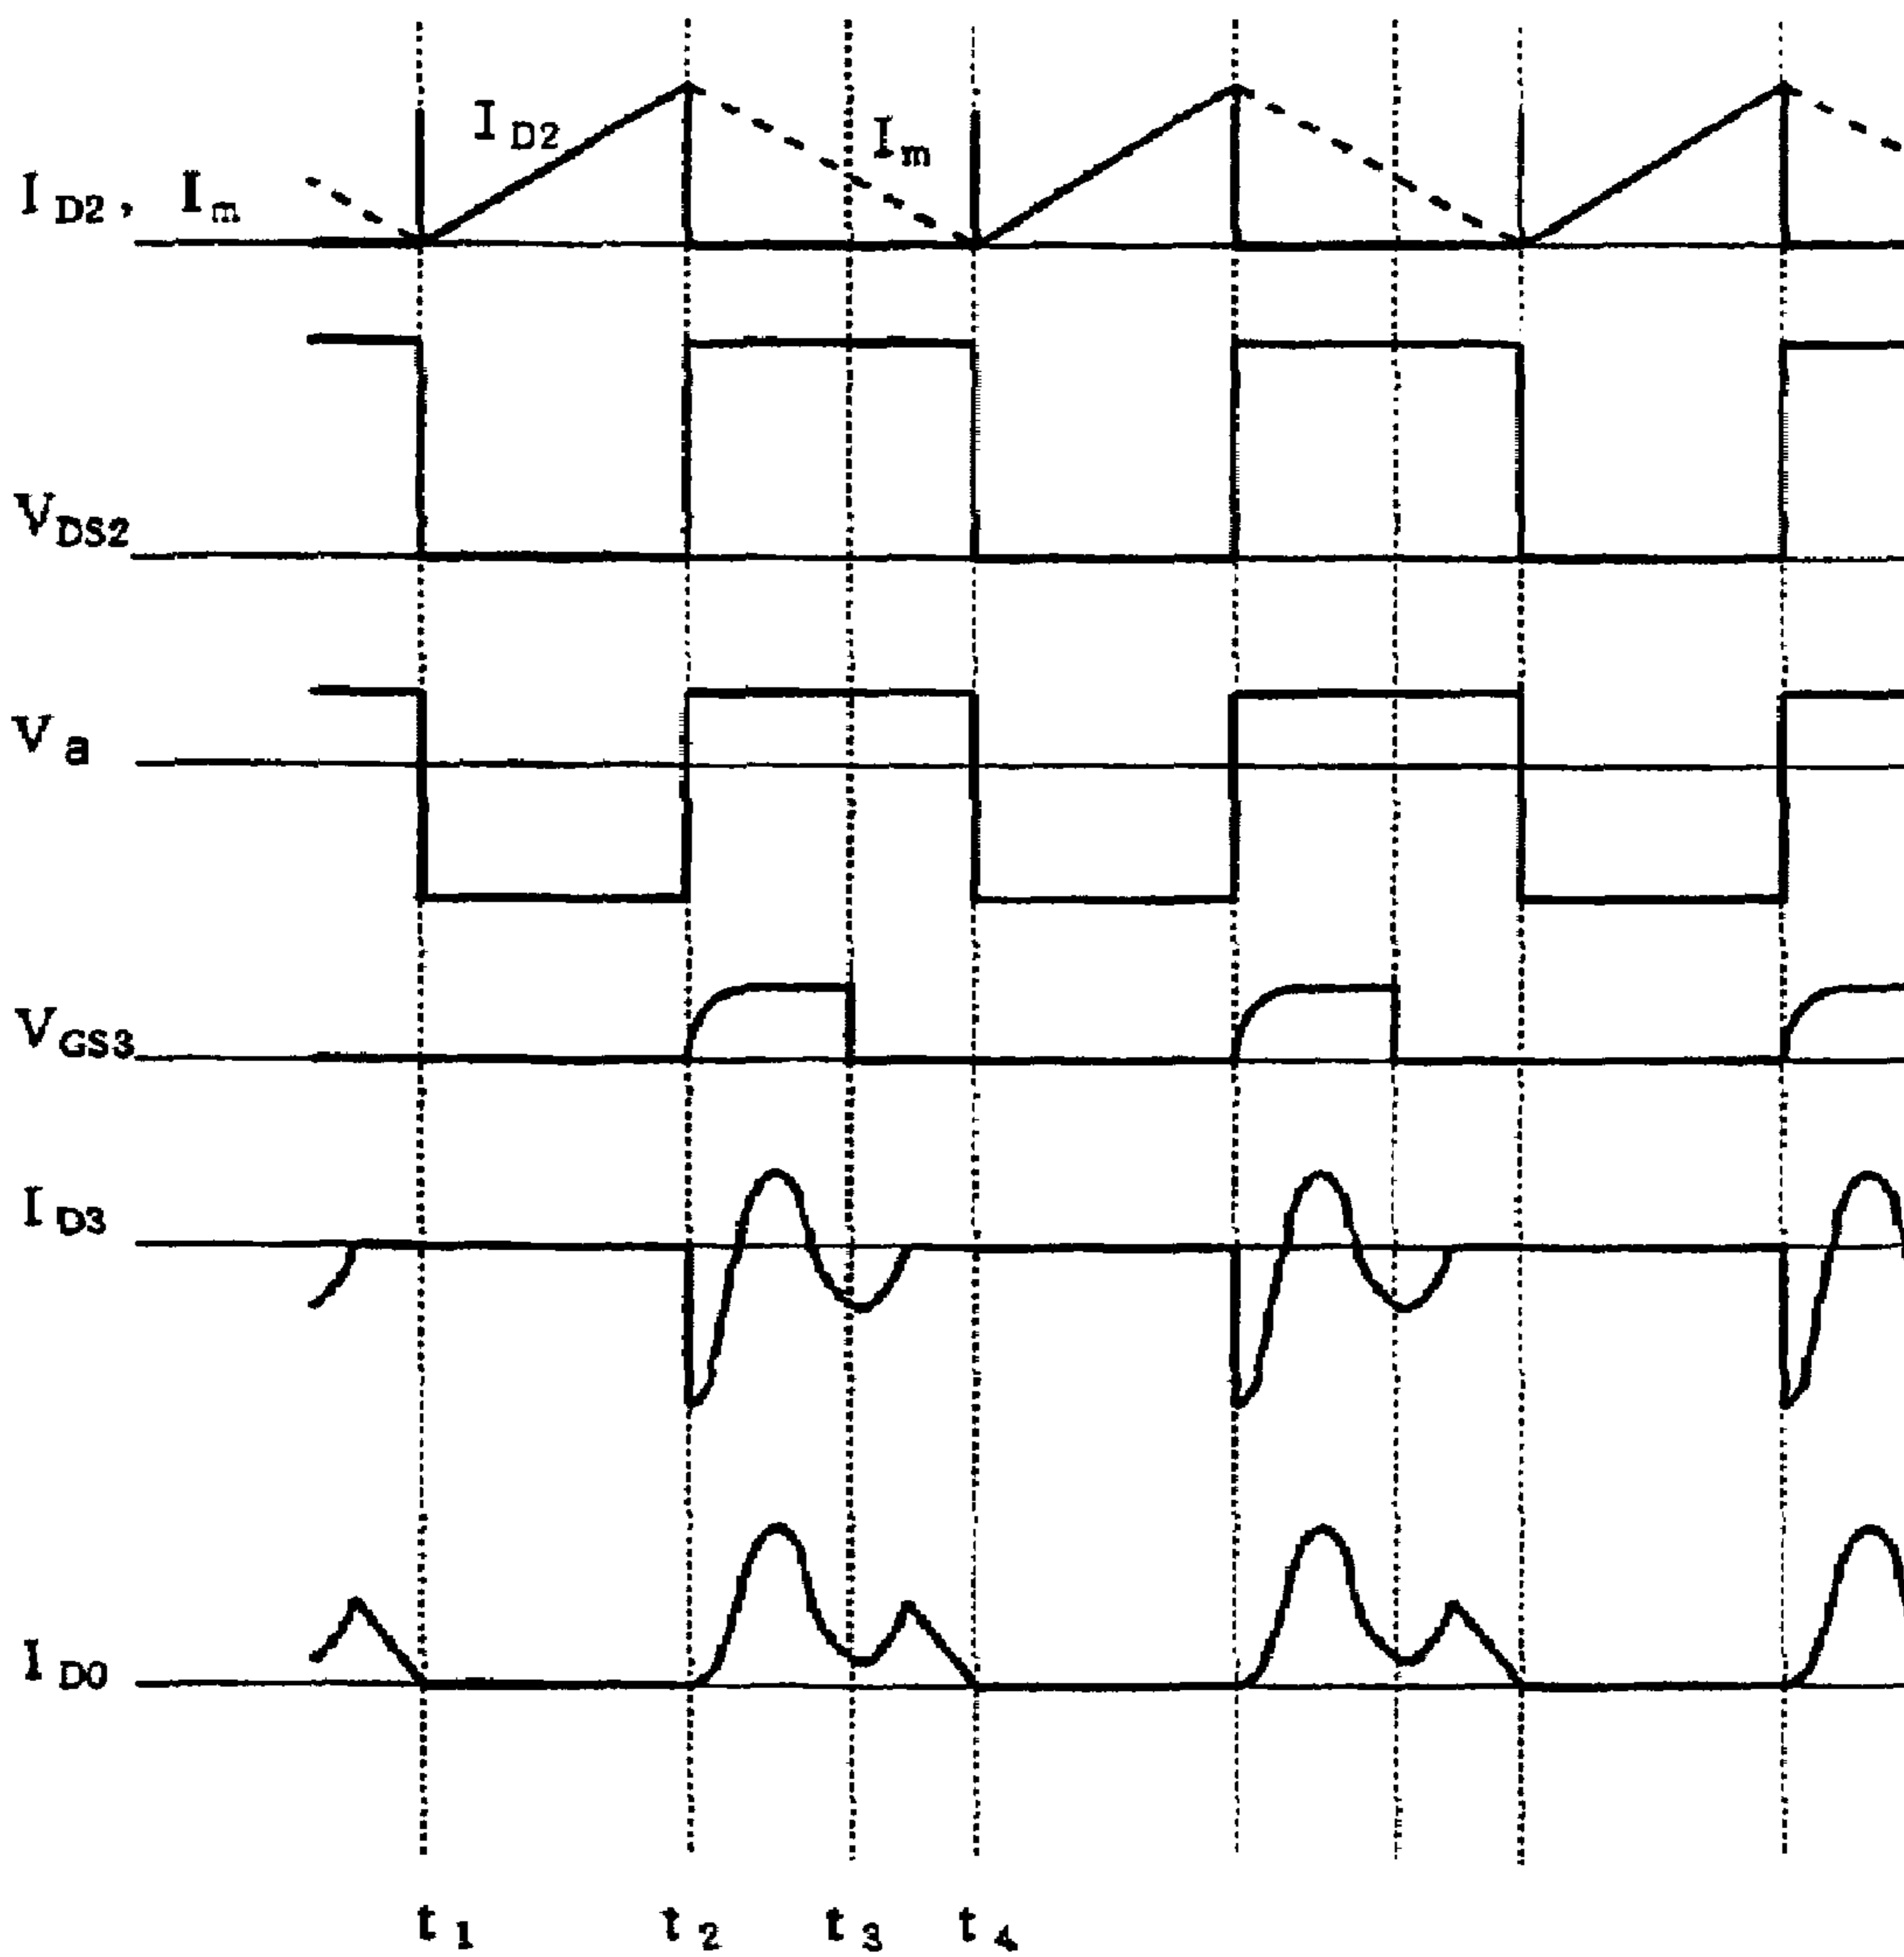 I D2
I m
I D2, I m
V DS2
V a
V GS3
I D3
I D0
t 1 t 2 t 3 t 4